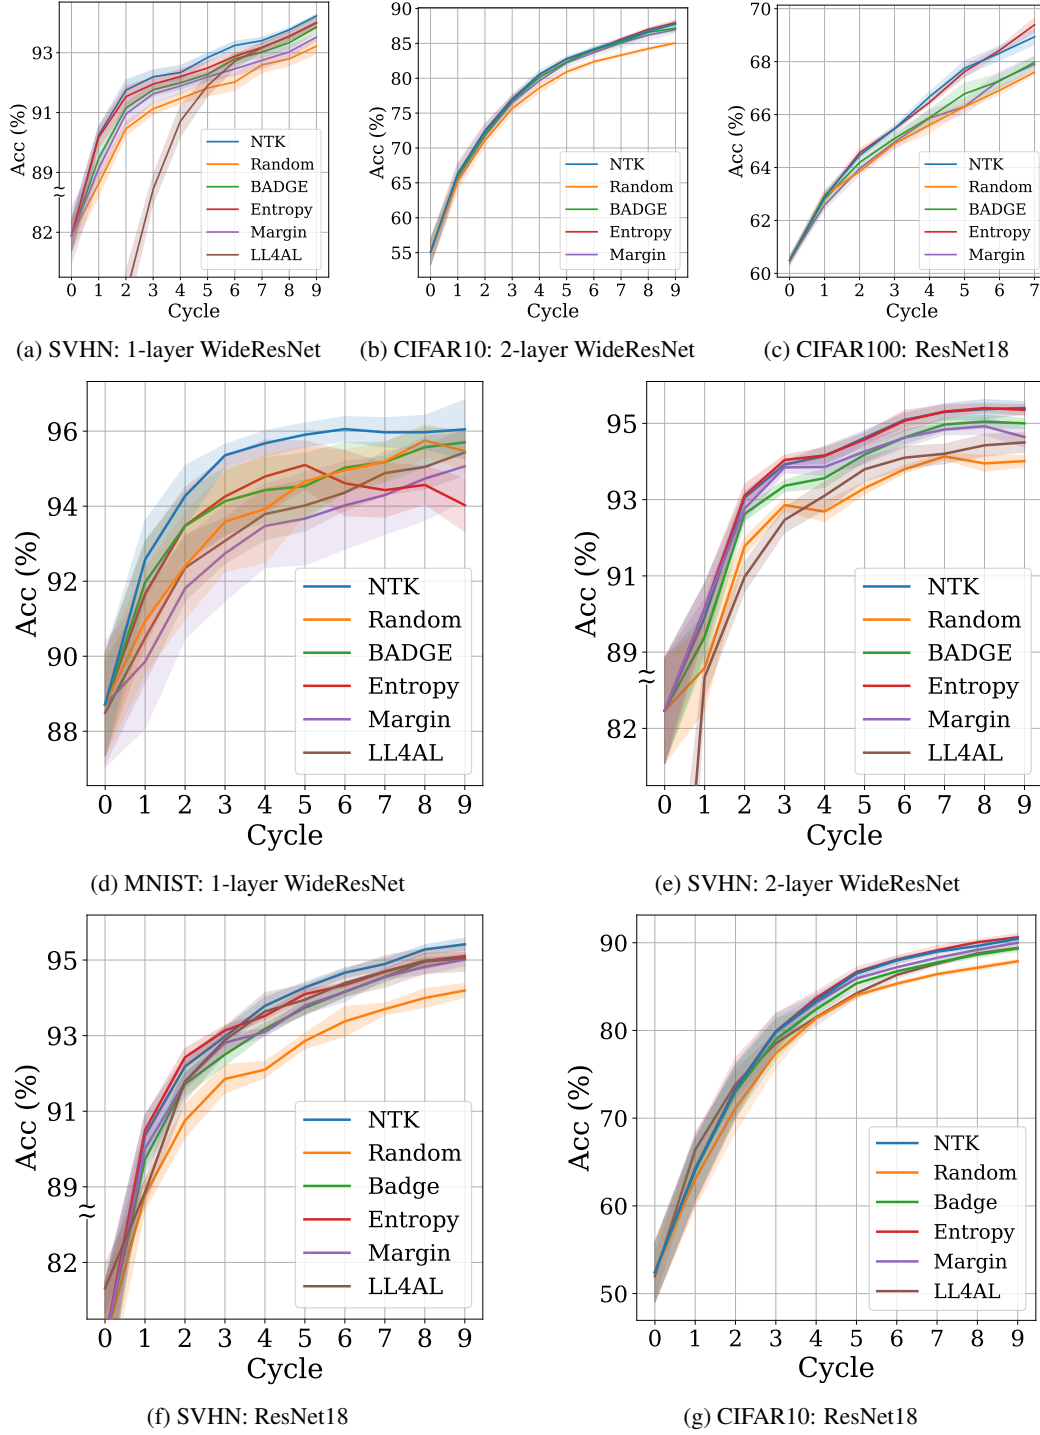 Acc (%)
93
91
89
≈
82
0 1 2 3 4 5 6 7 8 9
Cycle
NTK
Random
BADGE
Entropy
Margin
LL4AL
(a) SVHN: 1-layer WideResNet
Acc (%)
90
85
80
75
70
65
60
55
0 1 2 3 4 5 6 7 8 9
Cycle
NTK
Random
BADGE
Entropy
Margin
(b) CIFAR10: 2-layer WideResNet
Acc (%)
70
68
66
64
62
60
0 1 2 3 4 5 6 7
Cycle
NTK
Random
BADGE
Entropy
Margin
(c) CIFAR100: ResNet18
Acc (%)
96
94
92
90
88
0 1 2 3 4 5 6 7 8 9
Cycle
NTK
Random
BADGE
Entropy
Margin
LL4AL
(d) MNIST: 1-layer WideResNet
Acc (%)
95
93
91
89
≈
82
0 1 2 3 4 5 6 7 8 9
Cycle
NTK
Random
BADGE
Entropy
Margin
LL4AL
(e) SVHN: 2-layer WideResNet
Acc (%)
95
93
91
89
≈
82
0 1 2 3 4 5 6 7 8 9
Cycle
NTK
Random
Badge
Entropy
Margin
LL4AL
(f) SVHN: ResNet18
Acc (%)
90
80
70
60
50
0 1 2 3 4 5 6 7 8 9
Cycle
NTK
Random
Badge
Entropy
Margin
LL4AL
(g) CIFAR10: ResNet18